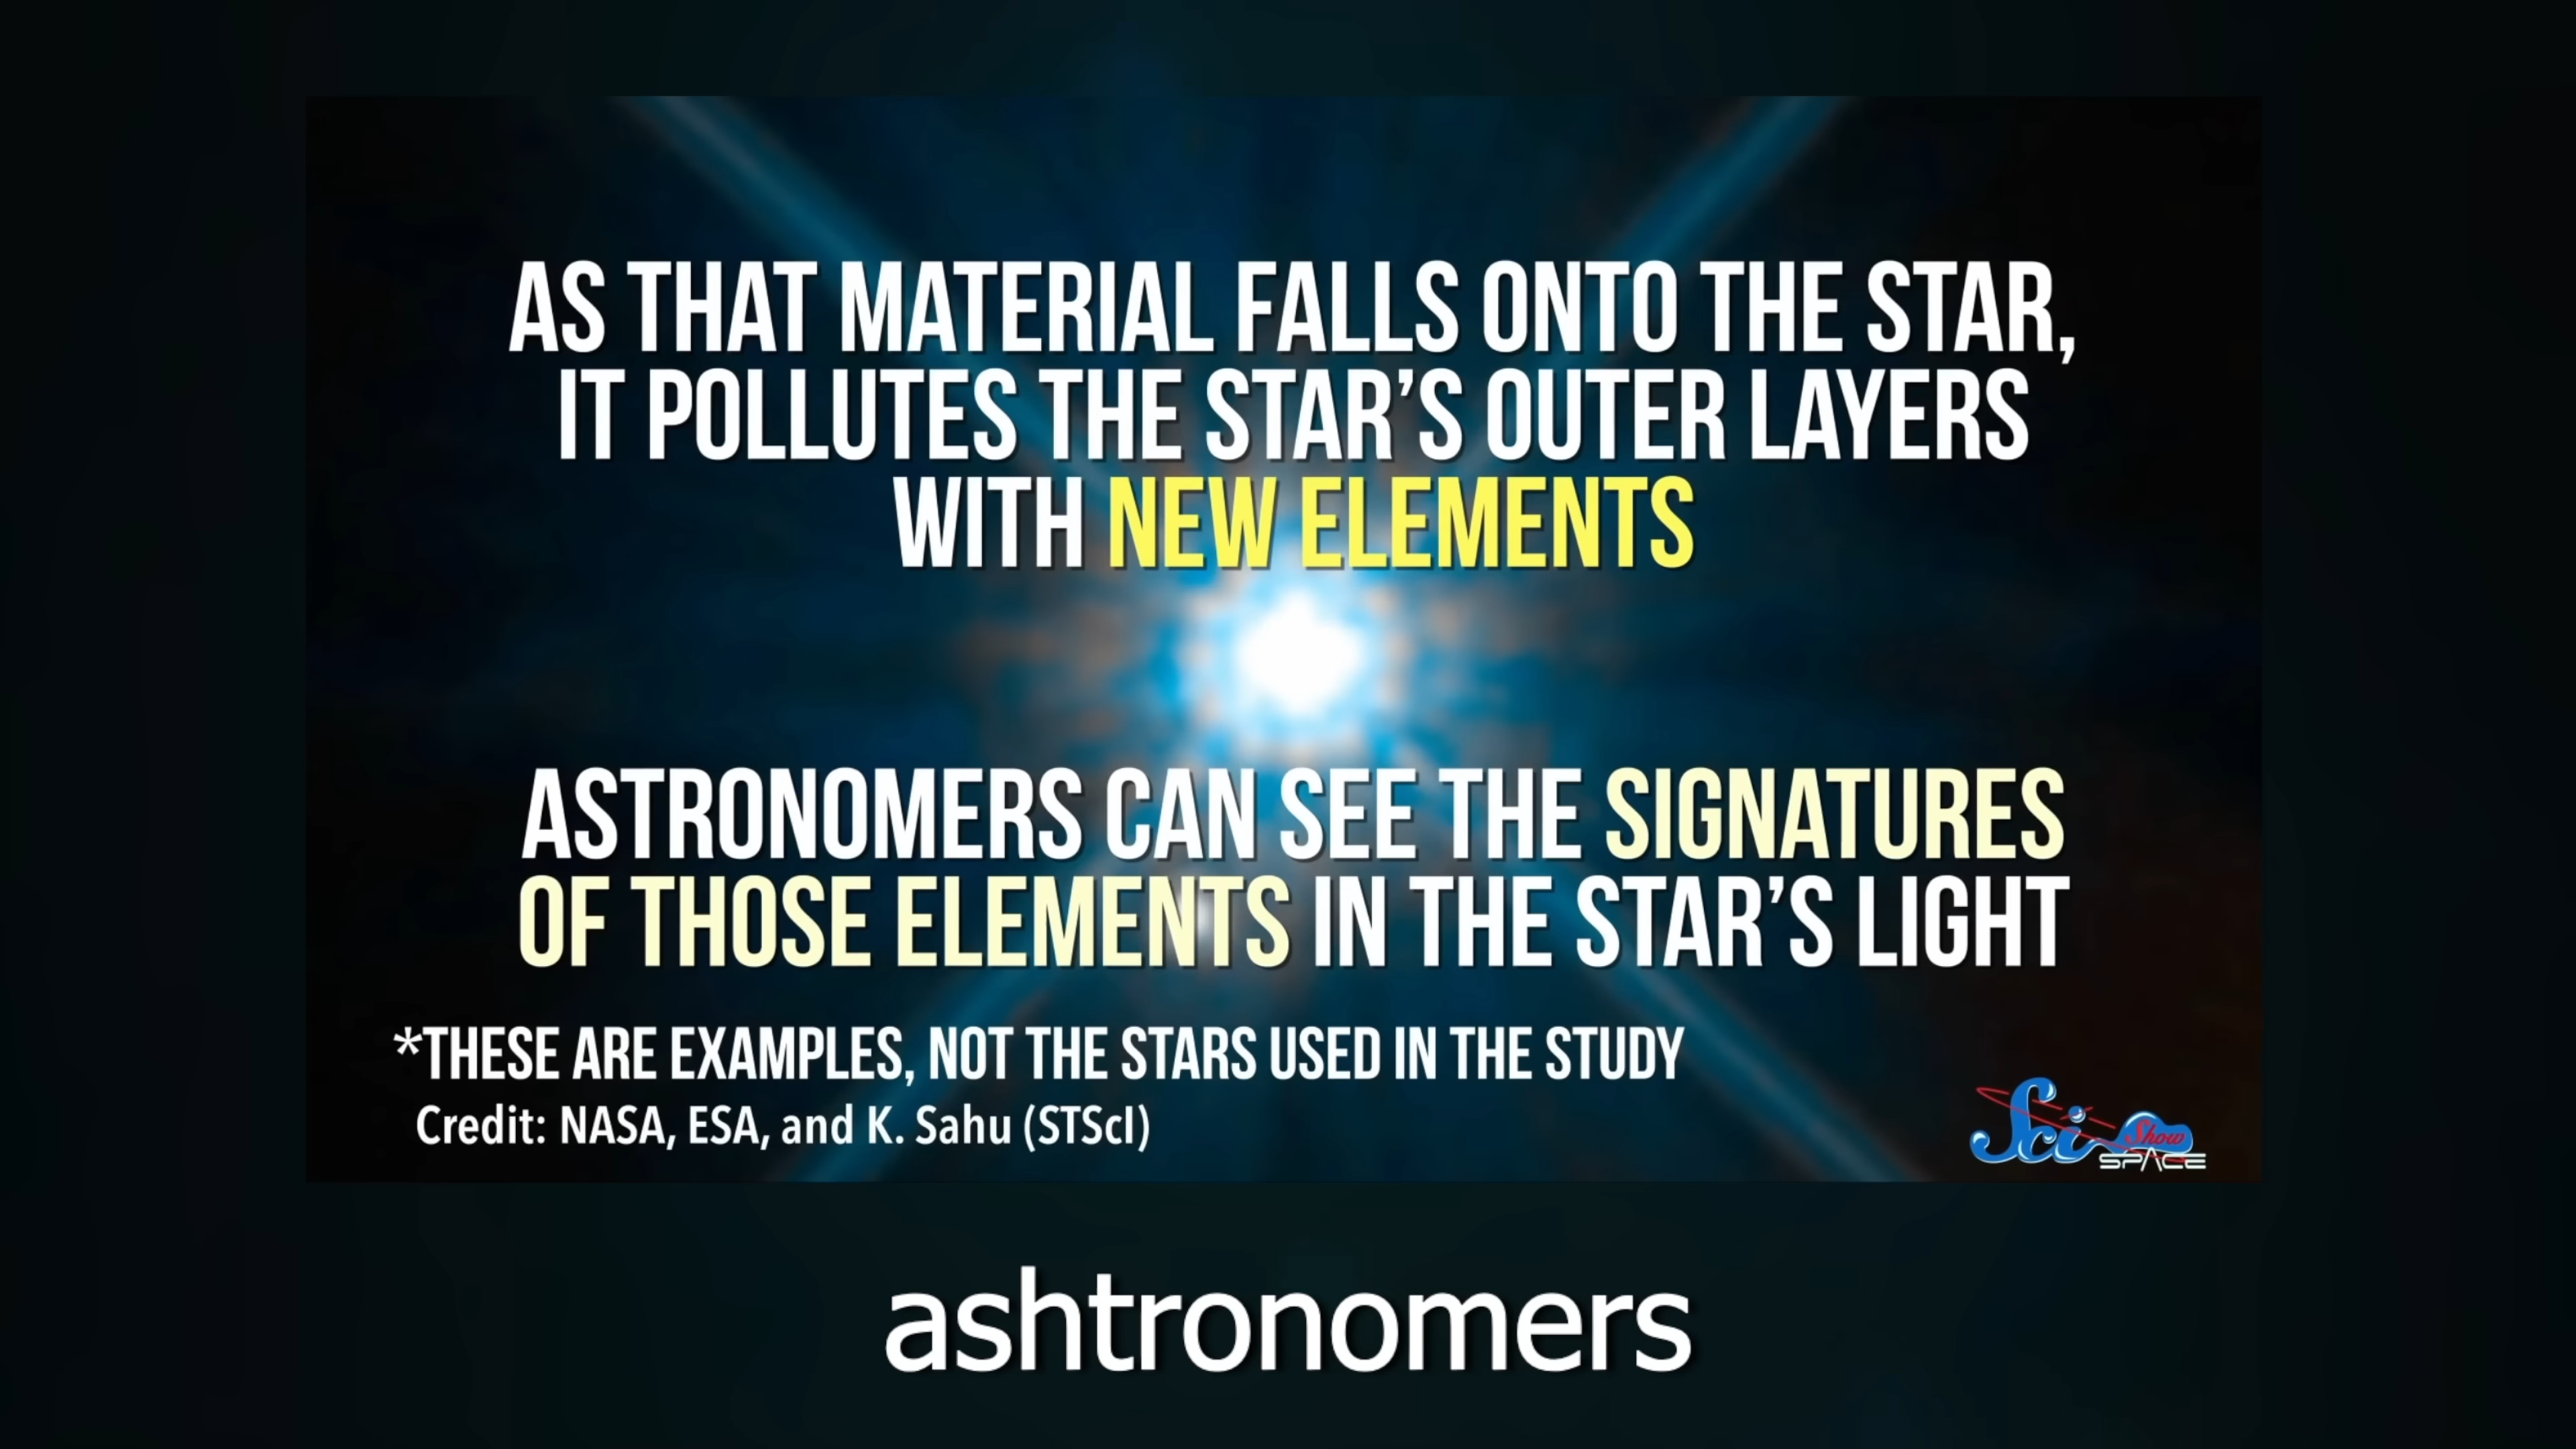 AS THAT MATERIAL FALLS ONTO THE STAR,
IT POLLUTES THE STAR'S OUTER LAYERS
WITH NEW ELEMENTS
ASTRONOMERS CAN SEE THE SIGNATURES
OF THOSE ELEMENTS IN THE STAR'S LIGHT
*THESE ARE EXAMPLES, NOT THE STARS USED IN THE STUDY
Credit: NASA, ESA, and K. Sahu (STScI)
Sci Show
SPACE
ashtronomers